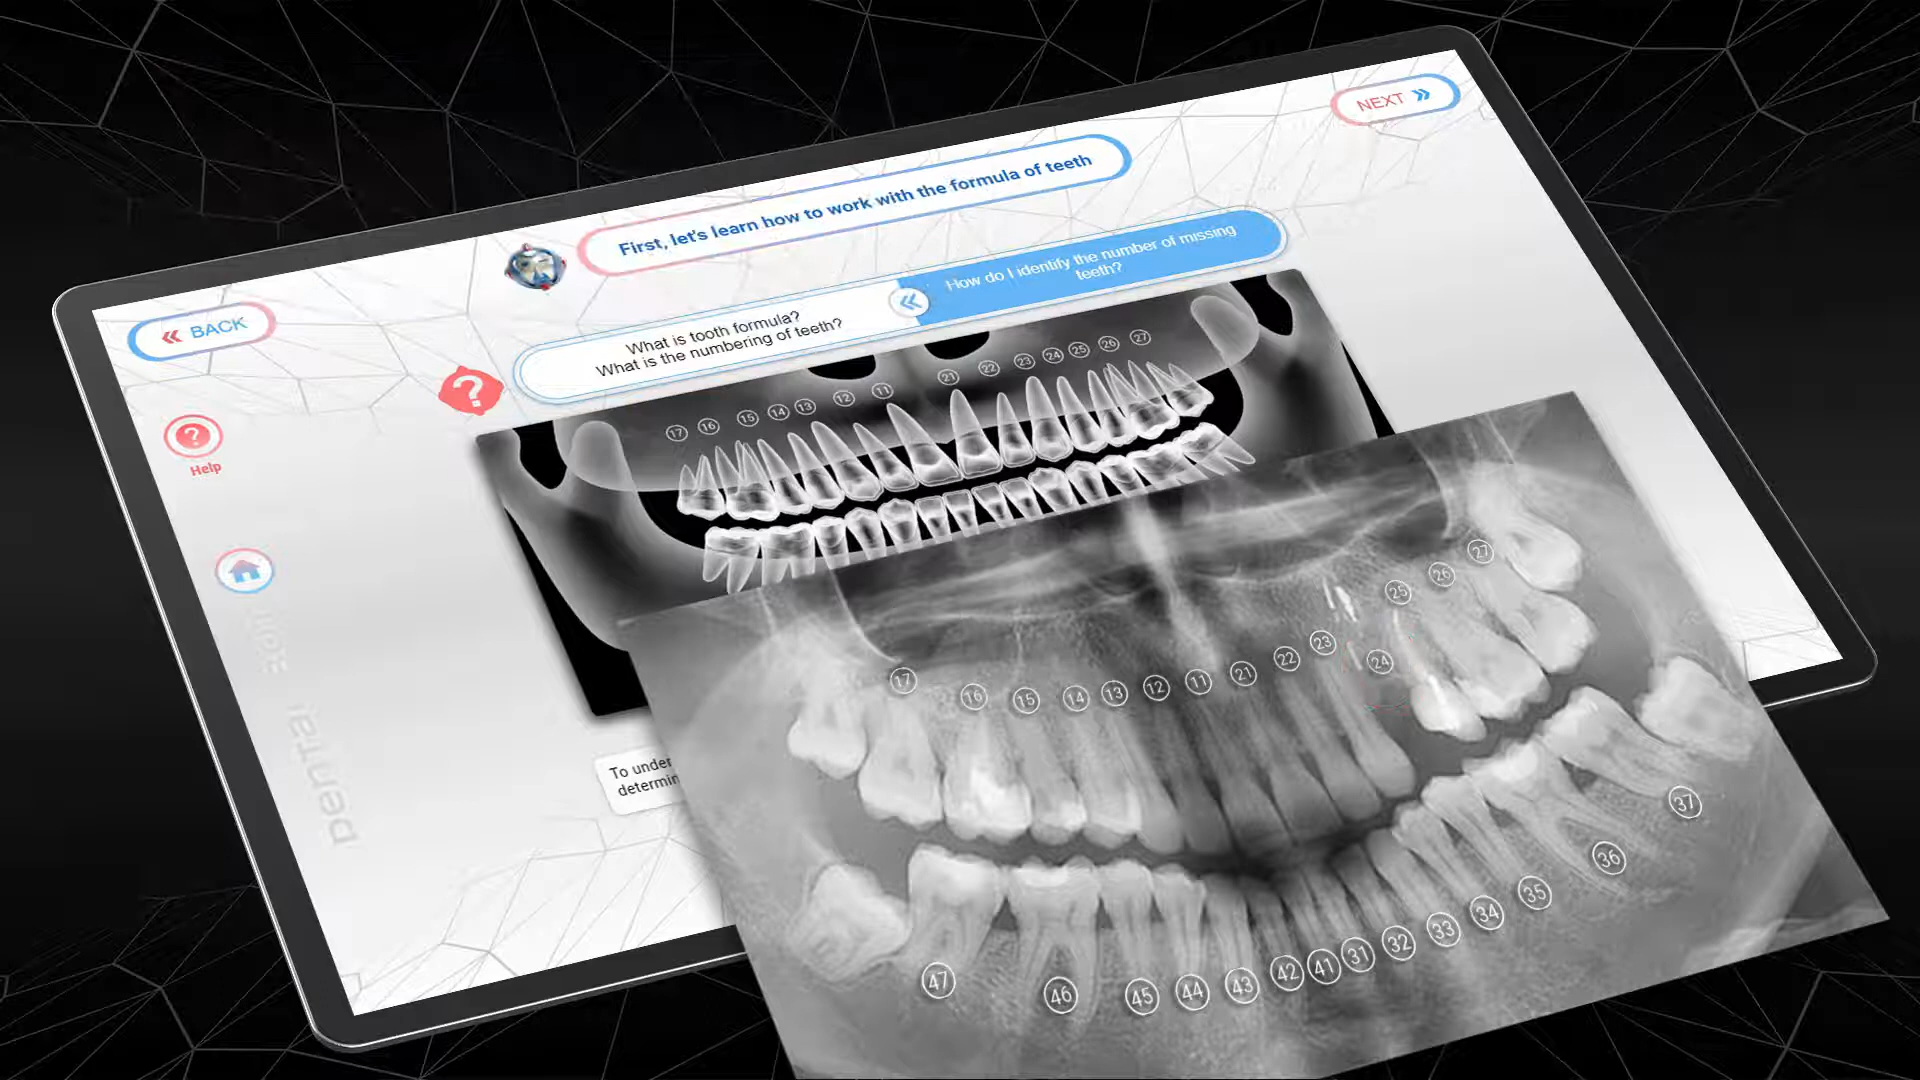 NEXT
First, let's learn how to work with the formula of teeth
How do I identify the number of missing
teeth?
BACK
What is tooth formula?
What is the numbering of teeth?
?
?
Help
17 16 15 14 13 12 11 21 22 23 24 25 26 27
17 16 15 14 13 12 11 21 22 23 24 25 26 27
To under
determin
Dental
47 46 45 44 43 42 41 31 32 33 34 35 36 37